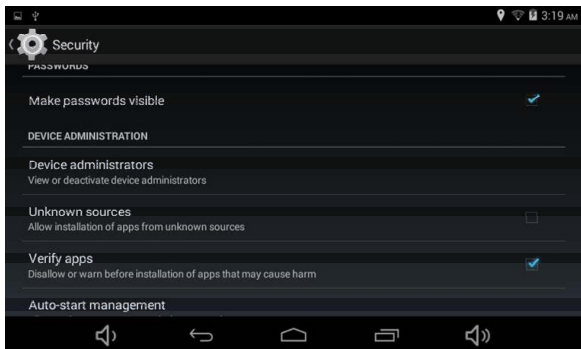 3:19 AM
Security
PASSWORDS
Make passwords visible
DEVICE ADMINISTRATION
Device administrators
View or deactivate device administrators
Unknown sources
Allow installation of apps from unknown sources
Verify apps
Disallow or warn before installation of apps that may cause harm
Auto-start management